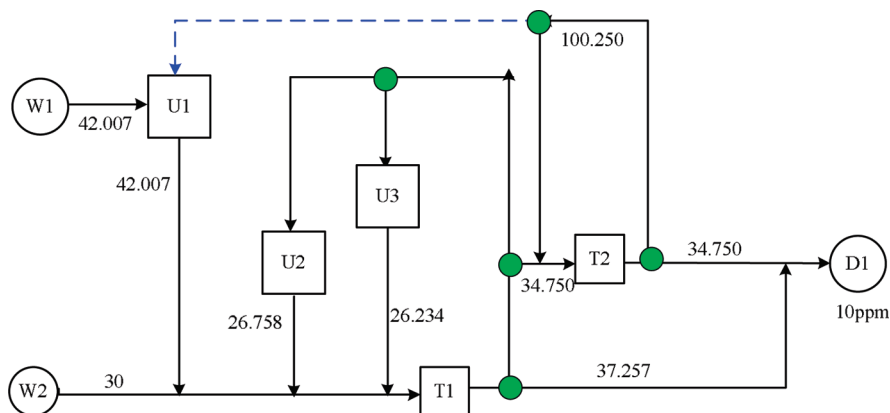 100.250
W1
42.007
U1
42.007
U3
U2
T2
34.750
34.750
D1
10ppm
26.758
26.234
W2
30
T1
37.257